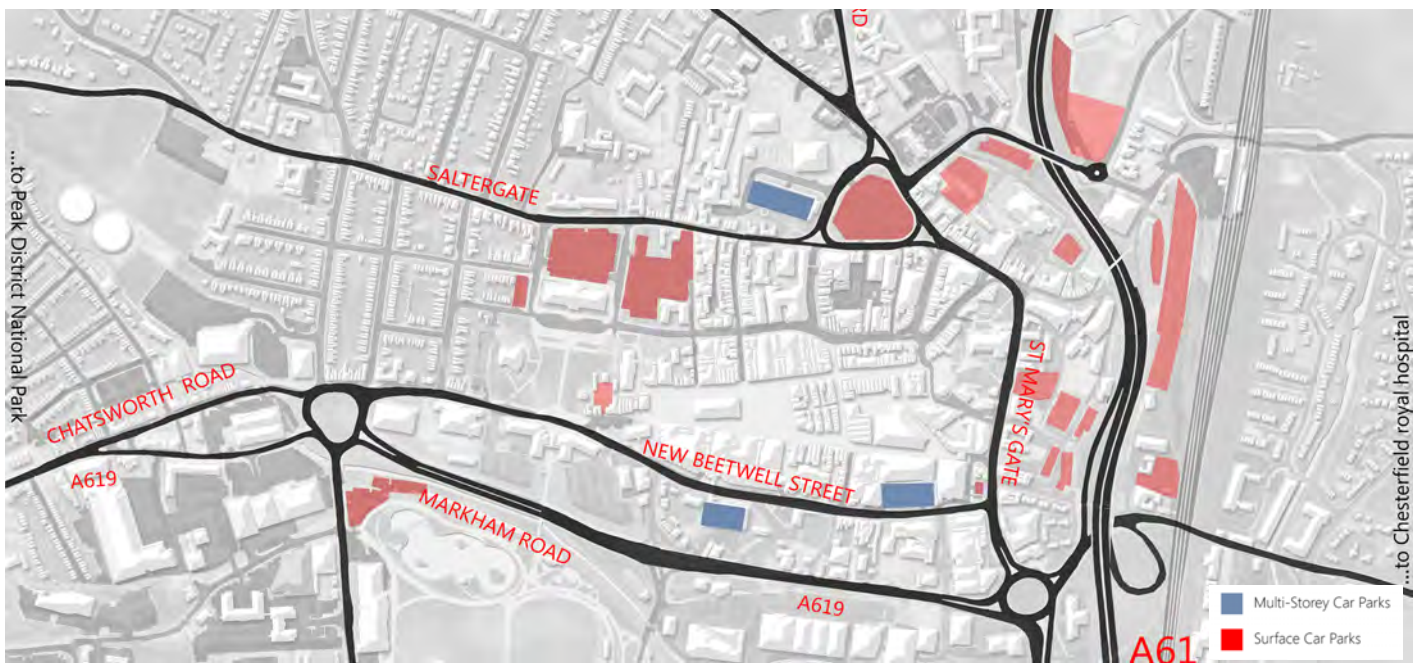 RD
SALTERGATE
...to Peak District National Park
CHATSWORTH ROAD
A619
ST MARY'S GATE
...to Chesterfield royal hospital
NEW BEETWELL STREET
MARKHAM ROAD
A619
A61
Multi-Storey Car Parks
Surface Car Parks